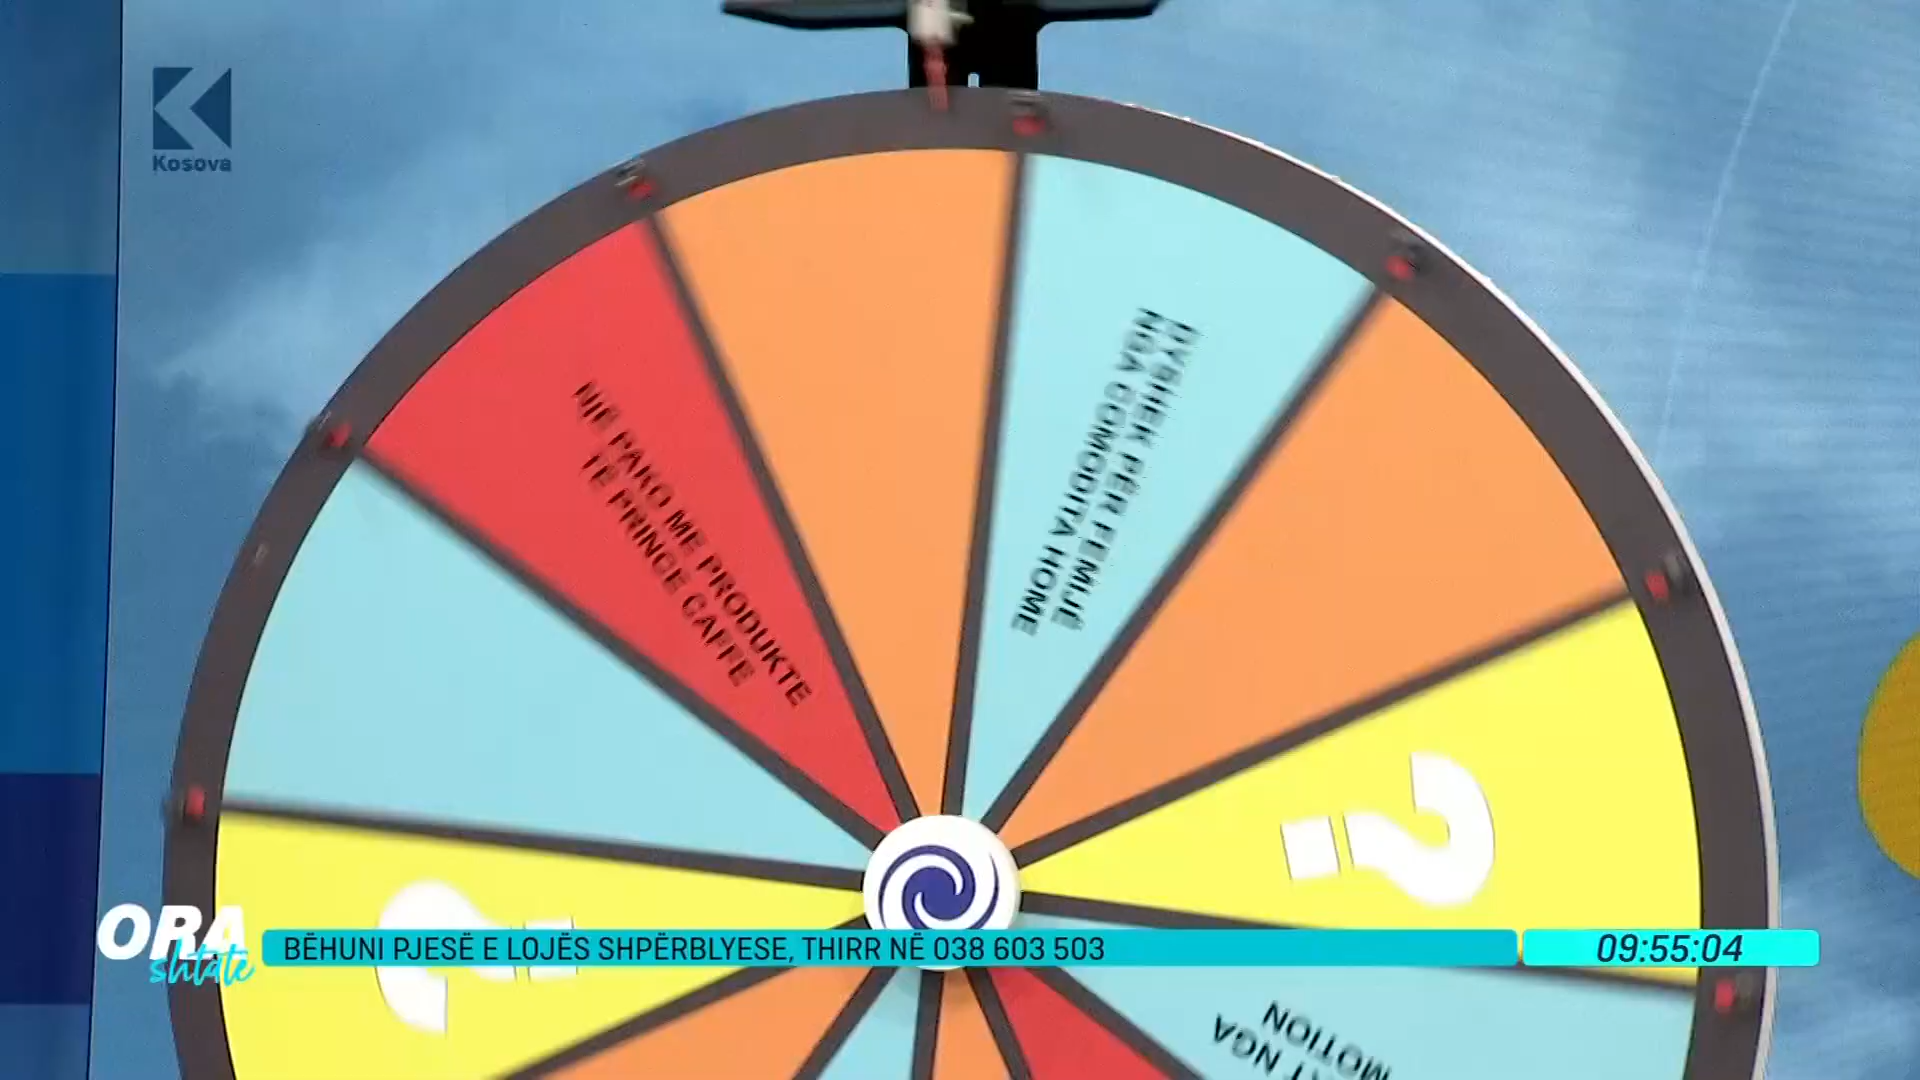 Kosova
NJË PAKO ME PRODUKTE
TË PRINCE CAFFE
DYSHEK PËR FEMIJË
NGA COMODITA HOME
?
?
NGA
MOTION
ORA
shtatë
BËHUNI PJESË E LOJËS SHPËRBLYESE, THIRR NË 038 603 503
09:55:04